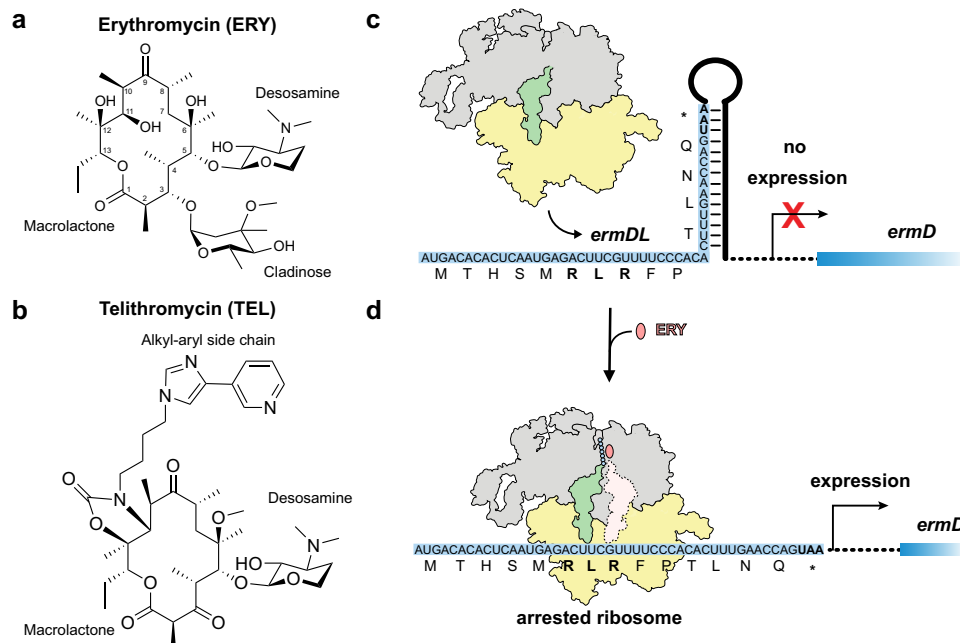 a
Erythromycin (ERY)
O
9
10
8
OH
11
7
OH
OH
12
6
13
5
O
4
1
3
2
O
O
Macrolactone
Desosamine
N
HO
O
O
O
O
OH
Cladinose
b
Telithromycin (TEL)
Alkyl-aryl side chain
N
N
N
O
N
O
O
O
Desosamine
N
HO
O
O
O
O
O
Macrolactone
c
ermDL
AUGACACACUCAAUGAGACUUCGUUUUCCCACA
M T H S M R L R F P
T
L
N
Q
*
A
A
U
G
A
C
C
A
A
G
U
U
U
C
no
expression
X
ermD
ERY
d
expression
ermD
AUGACACACUCAAUGAGACUUCGUUUUCCCACACUUUGAACCAGUAA
M T H S M R L R F P T L N Q *
arrested ribosome